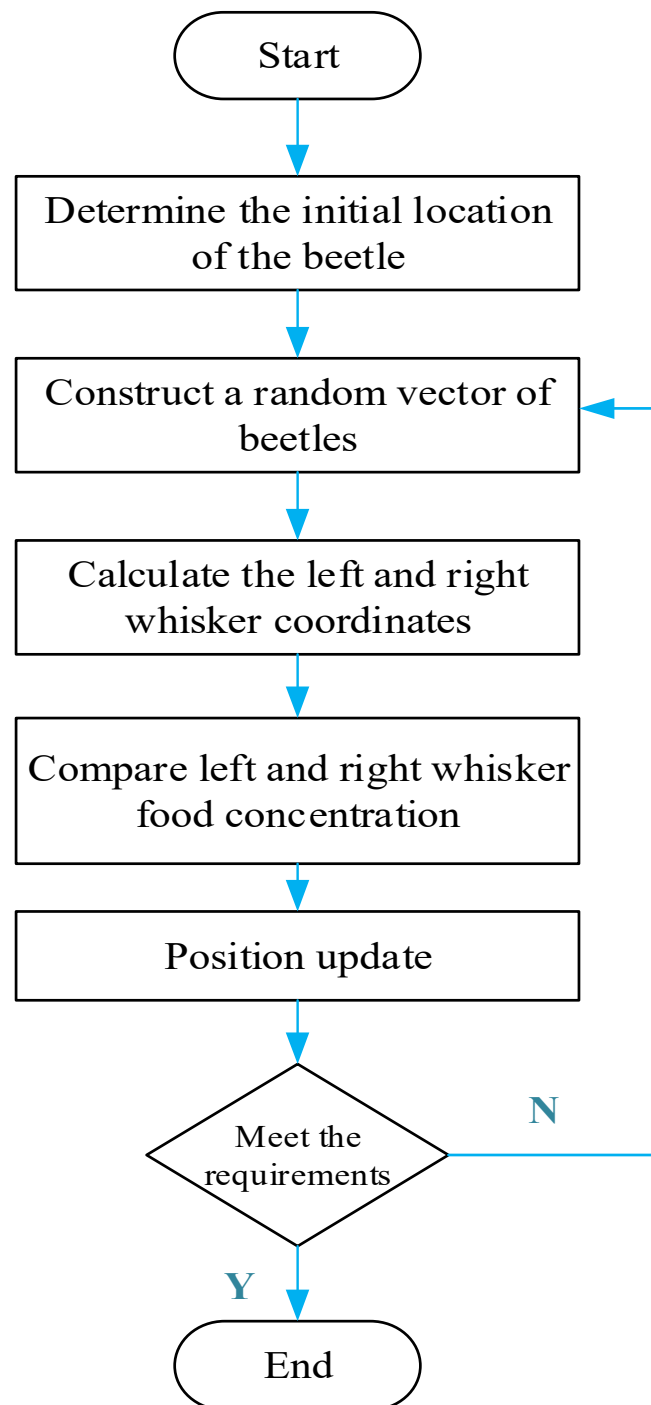 Start
Determine the initial location
of the beetle
Construct a random vector of
beetles
Calculate the left and right
whisker coordinates
Compare left and right whisker
food concentration
Position update
Meet the
requirements
N
Y
End